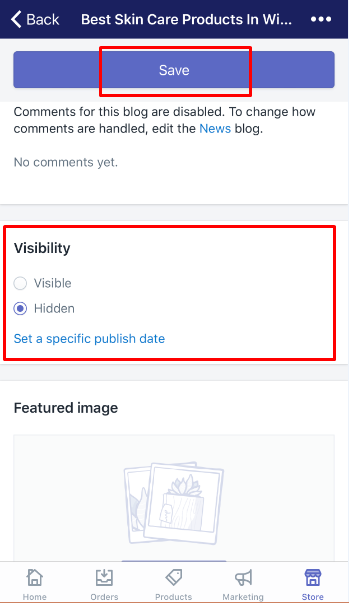 Back Best Skin Care Products In Wi...
Save
Comments for this blog are disabled. To change how
comments are handled, edit the News blog.
No comments yet.
Visibility
Visible
Hidden
Set a specific publish date
Featured image
Home Orders Products Marketing Store